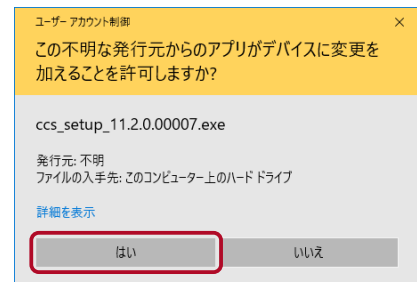 ユーザー アカウント制御
×
この不明な発行元からのアプリがデバイスに変更を
加えることを許可しますか?
ccs_setup_11.2.0.00007.exe
発行元: 不明
ファイルの入手先: このコンピューター上のハード ドライブ
詳細を表示
はい
いいえ